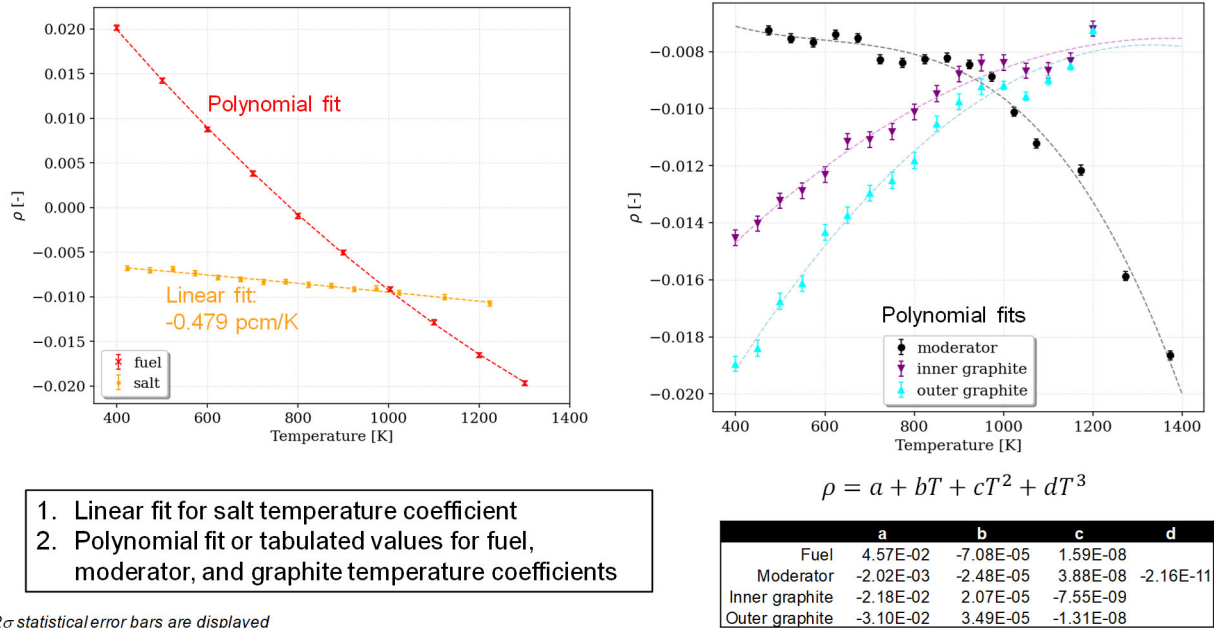 0.020
0.015
0.010
0.005
0.000
−0.005
−0.010
−0.015
−0.020
ρ [-]
Polynomial fit
Linear fit:
-0.479 pcm/K
fuel
salt
400 600 800 1000 1200 1400
Temperature [K]
−0.008
−0.010
−0.012
−0.014
−0.016
−0.018
−0.020
ρ [-]
Polynomial fits
moderator
inner graphite
outer graphite
400 600 800 1000 1200 1400
Temperature [K]
1. Linear fit for salt temperature coefficient
2. Polynomial fit or tabulated values for fuel,
moderator, and graphite temperature coefficients
σ statistical error bars are displayed
ρ = a + bT + cT² + dT³
a b c d
Fuel 4.57E-02 -7.08E-05 1.59E-08
Moderator -2.02E-03 -2.48E-05 3.88E-08 -2.16E-11
Inner graphite -2.18E-02 2.07E-05 -7.55E-09
Outer graphite -3.10E-02 3.49E-05 -1.31E-08